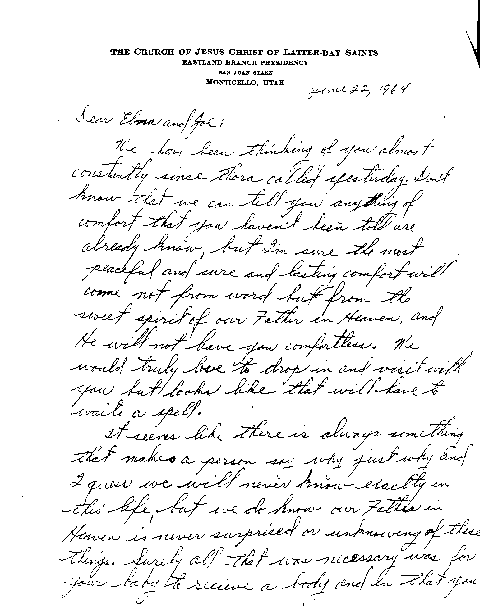 THE CHURCH OF JESUS CHRIST OF LATTER-DAY SAINTS
EASTLAND BRANCH PRESIDENCY
SAN JUAN STAKE
MONTICELLO, UTAH
June 22, 1964
Dear Elma and Joe:
We have been thinking of you almost
constantly since Thora called yesterday. Don't
know that we can tell you anything of
comfort that you haven't been told are
already know, but I'm sure the most
peaceful and sure and lasting comfort will
come not from word but from the
sweet spirit of our Father in Heaven, and
He will not leave you comfortless. We
would truly love to drop in and visit with
you but looks like that will have to
waite a spell.
It seems like there is always something
that makes a person say why just why and
I guess we will never know exactly in
this life, but we do know our Father in
Heaven is never surprised or unknowing of these
things. Surely all that was necessary was for
your baby to recieve a body and in that you